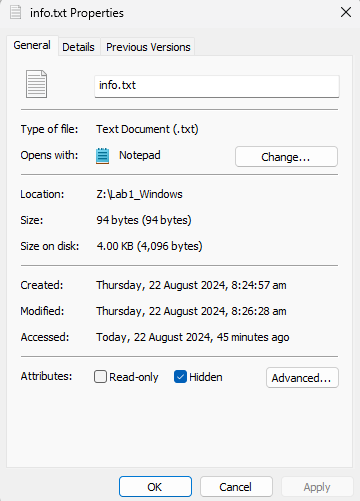 info.txt Properties
General Details Previous Versions
info.txt
Type of file: Text Document (.txt)
Opens with: Notepad Change...
Location: Z:\Lab1_Windows
Size: 94 bytes (94 bytes)
Size on disk: 4.00 KB (4,096 bytes)
Created: Thursday, 22 August 2024, 8:24:57 am
Modified: Thursday, 22 August 2024, 8:26:28 am
Accessed: Today, 22 August 2024, 45 minutes ago
Attributes: Read-only Hidden Advanced...
OK Cancel Apply